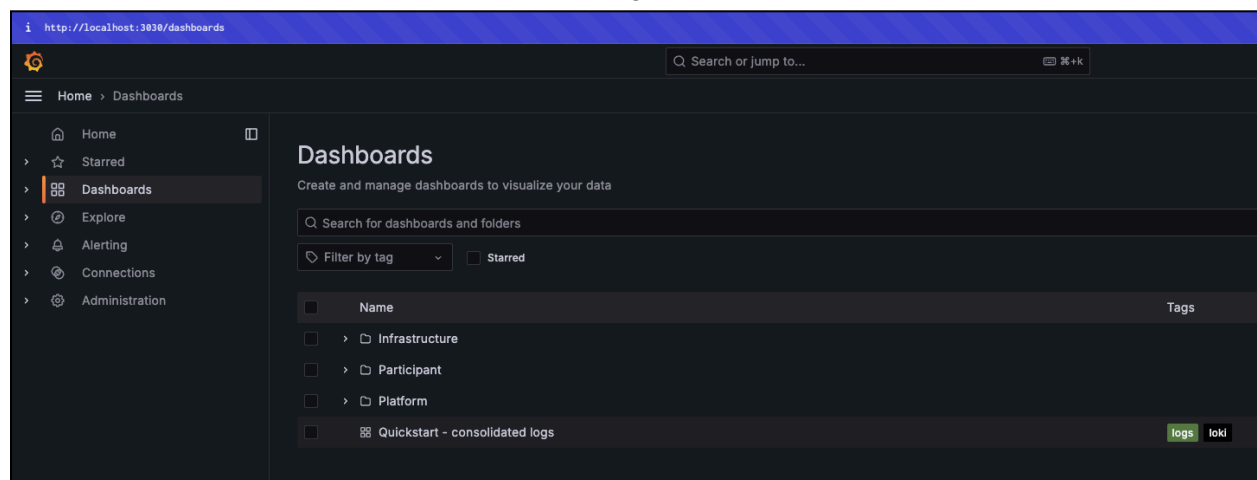 i http://localhost:3030/dashboards
Search or jump to... ⌘+k
Home › Dashboards
Home
Starred
Dashboards
Explore
Alerting
Connections
Administration
Dashboards
Create and manage dashboards to visualize your data
Search for dashboards and folders
Filter by tag Starred
Name Tags
Infrastructure
Participant
Platform
Quickstart - consolidated logs logs loki